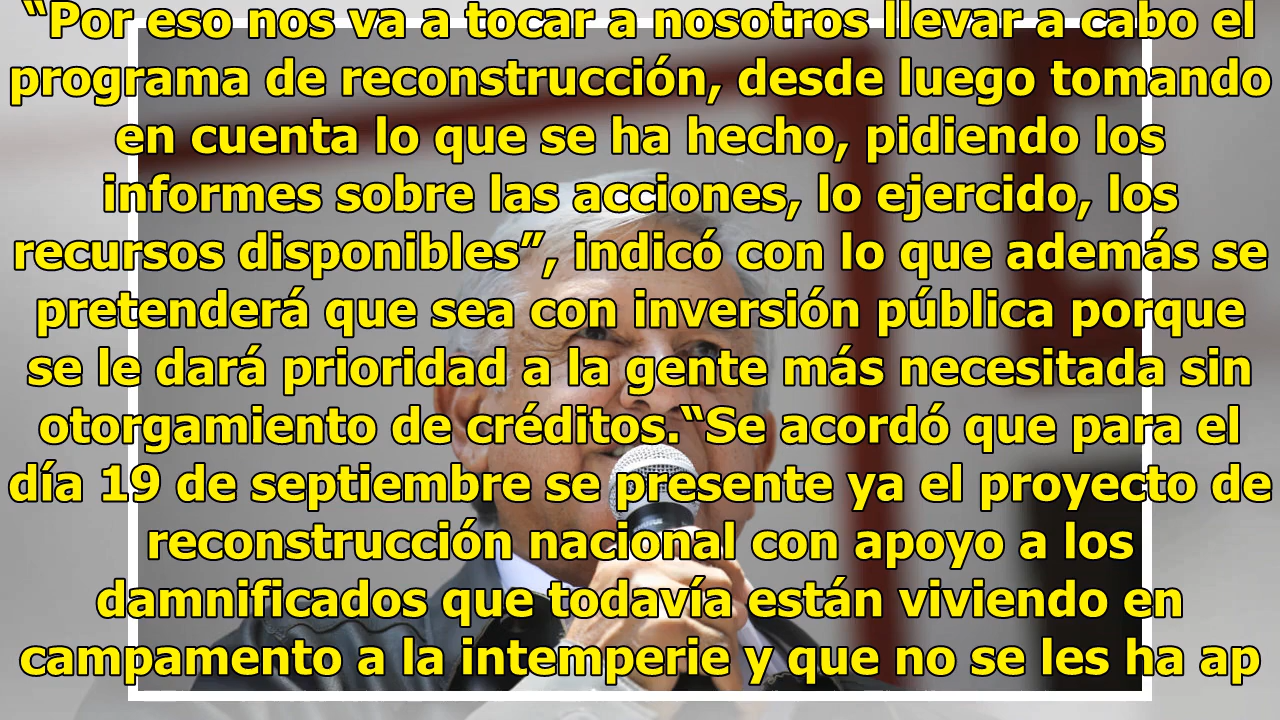 “Por eso nos va a tocar a nosotros llevar a cabo el
programa de reconstrucción, desde luego tomando
en cuenta lo que se ha hecho, pidiendo los
informes sobre las acciones, lo ejercido, los
recursos disponibles”, indicó con lo que además se
pretenderá que sea con inversión pública porque
se le dará prioridad a la gente más necesitada sin
otorgamiento de créditos.“Se acordó que para el
día 19 de septiembre se presente ya el proyecto de
reconstrucción nacional con apoyo a los
damnificados que todavía están viviendo en
campamento a la intemperie y que no se les ha ap